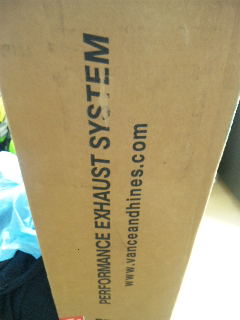 PERFORMANCE EXHAUST SYSTEM
www.vanceandhines.com